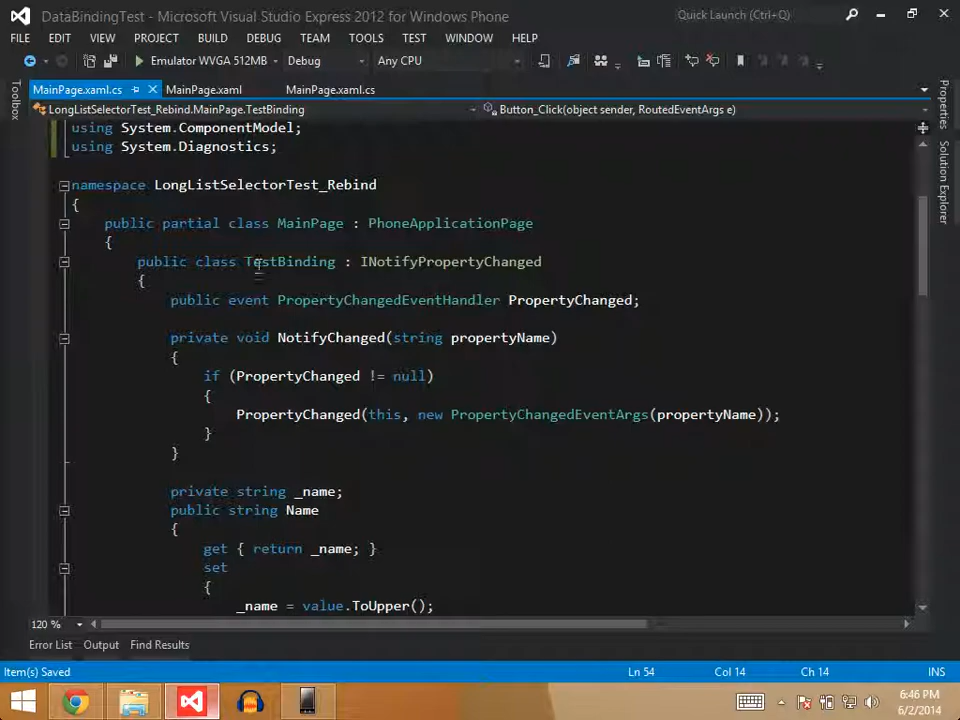 DataBindingTest - Microsoft Visual Studio Express 2012 for Windows Phone
Quick Launch (Ctrl+Q)
FILE EDIT VIEW PROJECT BUILD DEBUG TEAM TOOLS TEST WINDOW HELP
Emulator WVGA 512MB Debug Any CPU
MainPage.xaml.cs MainPage.xaml MainPage.xaml.cs
LongListSelectorTest_Rebind.MainPage.TestBinding
Button_Click(object sender, RoutedEventArgs e)
Toolbox
Properties
Solution Explorer
using System.ComponentModel;
using System.Diagnostics;
namespace LongListSelectorTest_Rebind
{
public partial class MainPage : PhoneApplicationPage
{
public class TestBinding : INotifyPropertyChanged
{
public event PropertyChangedEventHandler PropertyChanged;
private void NotifyChanged(string propertyName)
{
if (PropertyChanged != null)
{
PropertyChanged(this, new PropertyChangedEventArgs(propertyName));
}
}
private string _name;
public string Name
{
get { return _name; }
set
{
_name = value.ToUpper();
120 %
Error List Output Find Results
Item(s) Saved Ln 54 Col 14 Ch 14 INS
6:46 PM
6/2/2014